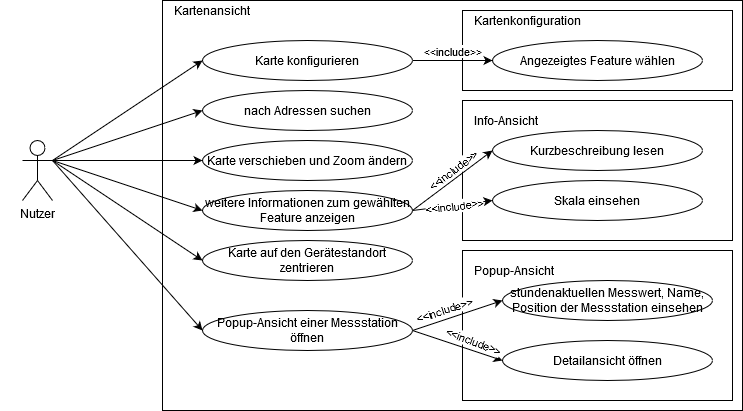 Kartenansicht
Kartenkonfiguration
Karte konfigurieren
<<include>>
Angezeigtes Feature wählen
nach Adressen suchen
Info-Ansicht
Karte verschieben und Zoom ändern
<<include>>
Kurzbeschreibung lesen
Nutzer
weitere Informationen zum gewählten
Feature anzeigen
<<include>>
Skala einsehen
Karte auf den Gerätestandort
zentrieren
Popup-Ansicht
Popup-Ansicht einer Messstation
öffnen
<<include>>
stundenaktuellen Messwert, Name,
Position der Messstation einsehen
<<include>>
Detailansicht öffnen